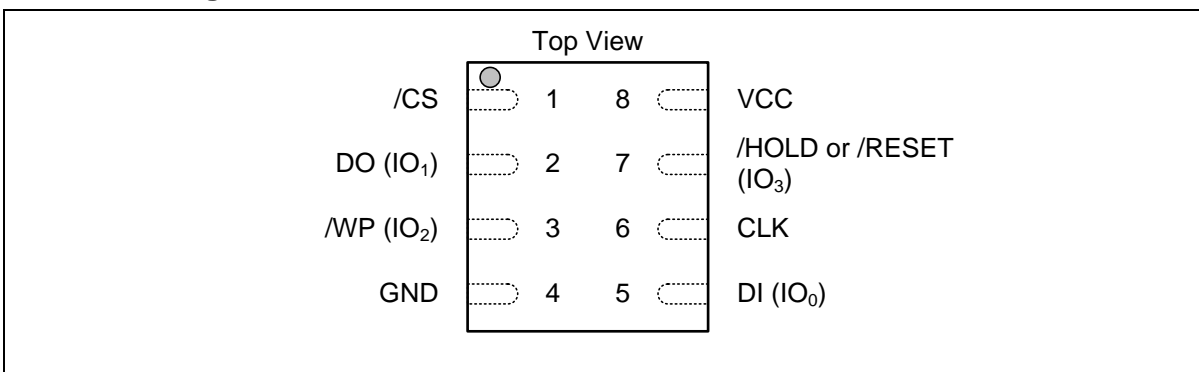 Top View
/CS 1 8 VCC
DO (IO₁) 2 7 /HOLD or /RESET
(IO₃)
/WP (IO₂) 3 6 CLK
GND 4 5 DI (IO₀)